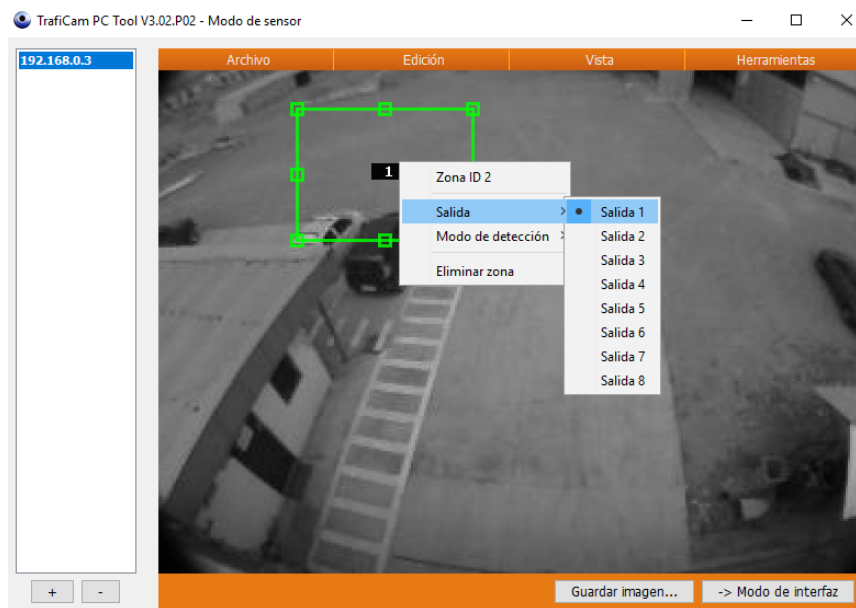 TrafiCam PC Tool V3.02.P02 - Modo de sensor
192.168.0.3
Archivo
Edición
Vista
Herramientas
1
Zona ID 2
Salida
Modo de detección
Eliminar zona
Salida 1
Salida 2
Salida 3
Salida 4
Salida 5
Salida 6
Salida 7
Salida 8
+
-
Guardar imagen...
-> Modo de interfaz